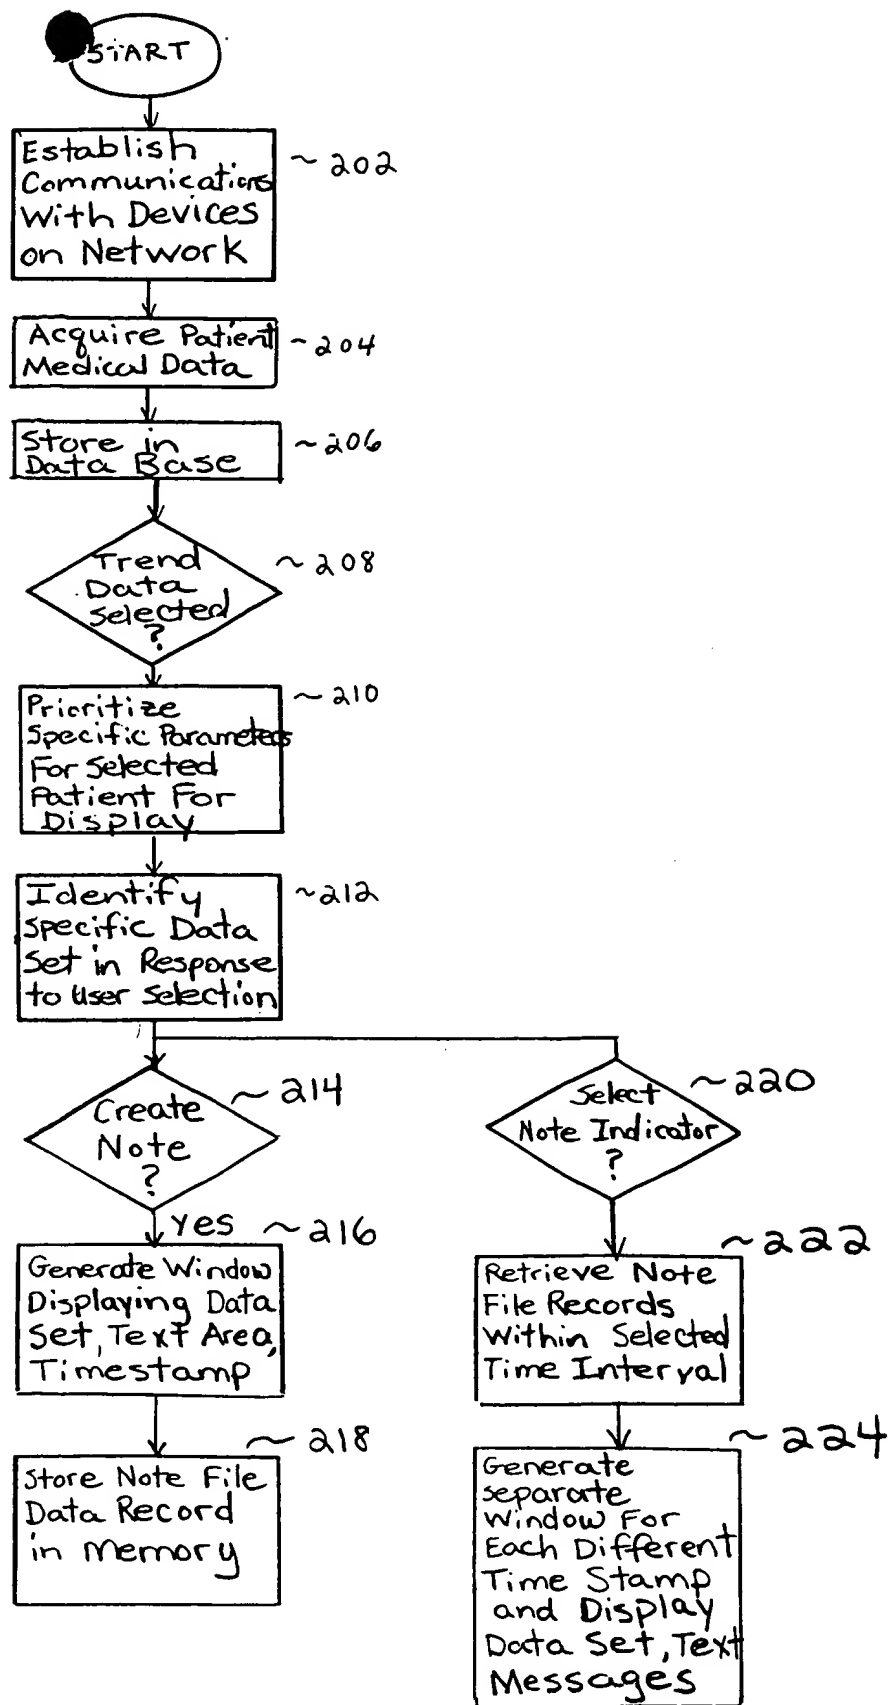 START
Establish
Communications
With Devices
on Network
~202
Acquire Patient
Medical Data
~204
Store in
Data Base
~206
Trend
Data
Selected
?
~208
Prioritize
Specific Parameters
For Selected
Patient For
Display
~210
Identify
Specific Data
Set in Response
to User Selection
~212
Create
Note
?
~214
yes
Generate Window
Displaying Data
Set, Text Area,
Timestamp
~216
Store Note File
Data Record
in Memory
~218
Select
Note Indicator
?
~220
Retrieve Note
File Records
Within Selected
Time Interval
~222
Generate
separate
Window For
Each Different
Time Stamp
and Display
Data Set, Text
Messages
~224